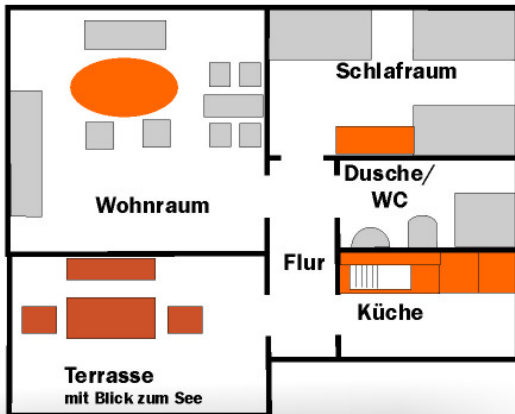 Schlafraum
Dusche/
WC
Wohnraum
Flur
Küche
Terrasse
mit Blick zum See